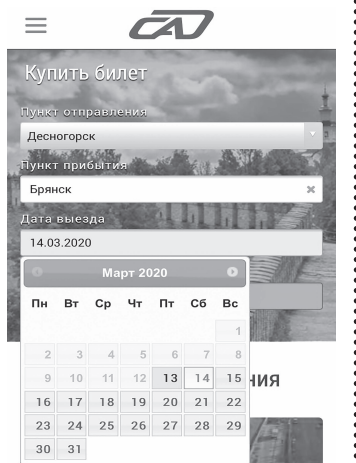 Купить билет
Пункт отправления
Десногорск
Пункт прибытия
Брянск
Дата выезда
14.03.2020
Март 2020
Пн Вт Ср Чт Пт Сб Вс
1
2 3 4 5 6 7 8
9 10 11 12 13 14 15
16 17 18 19 20 21 22
23 24 25 26 27 28 29
30 31